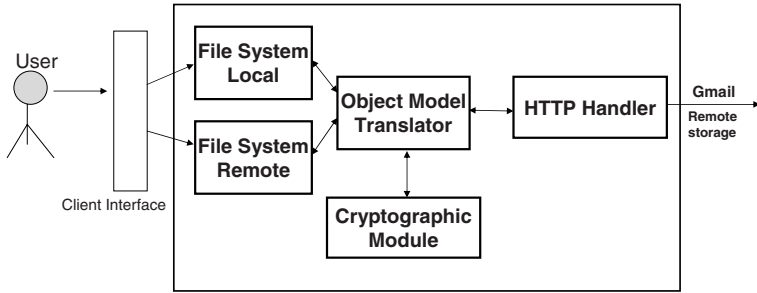 User
Client Interface
File System
Local
File System
Remote
Object Model
Translator
Cryptographic
Module
HTTP Handler
Gmail
Remote
storage